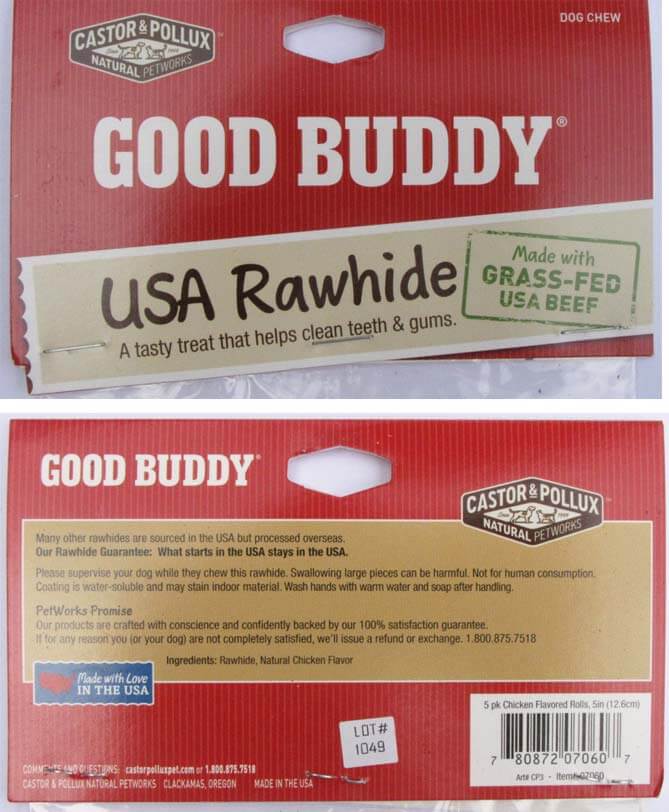 DOG CHEW
CASTOR & POLLUX
NATURAL PETWORKS
GOOD BUDDY®
USA Rawhide
A tasty treat that helps clean teeth & gums.
Made with
GRASS-FED
USA BEEF
GOOD BUDDY®
CASTOR & POLLUX
NATURAL PETWORKS
Many other rawhides are sourced in the USA but processed overseas.
Our Rawhide Guarantee: What starts in the USA stays in the USA.
Please supervise your dog while they chew this rawhide. Swallowing large pieces can be harmful. Not for human consumption.
Coating is water-soluble and may stain indoor material. Wash hands with warm water and soap after handling.
PetWorks Promise
Our products are crafted with conscience and confidently backed by our 100% satisfaction guarantee.
If for any reason you (or your dog) are not completely satisfied, we'll issue a refund or exchange. 1.800.875.7518
Ingredients: Rawhide, Natural Chicken Flavor
Made with Love
IN THE USA
5 pk Chicken Flavored Rolls, 5in (12.6cm)
7 80872 07060 7
Art# CP3 - Item# 07060
LOT#
1049
COMMENTS AND QUESTIONS: castorpolluxpet.com or 1.800.875.7518
CASTOR & POLLUX NATURAL PETWORKS CLACKAMAS, OREGON MADE IN THE USA